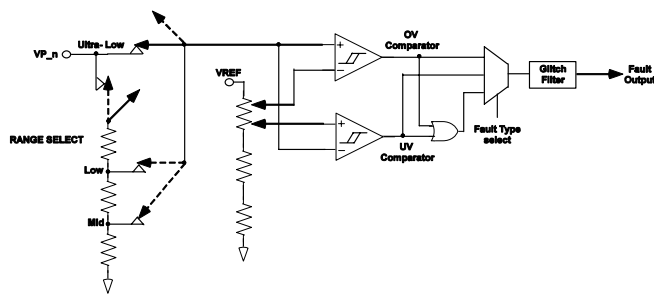 Ultra- Low
VP_n
RANGE SELECT
Low
Mid
VREF
+
−
+
−
OV
Comparator
UV
Comparator
Fault Type
select
Glitch
Filter
Fault
Output